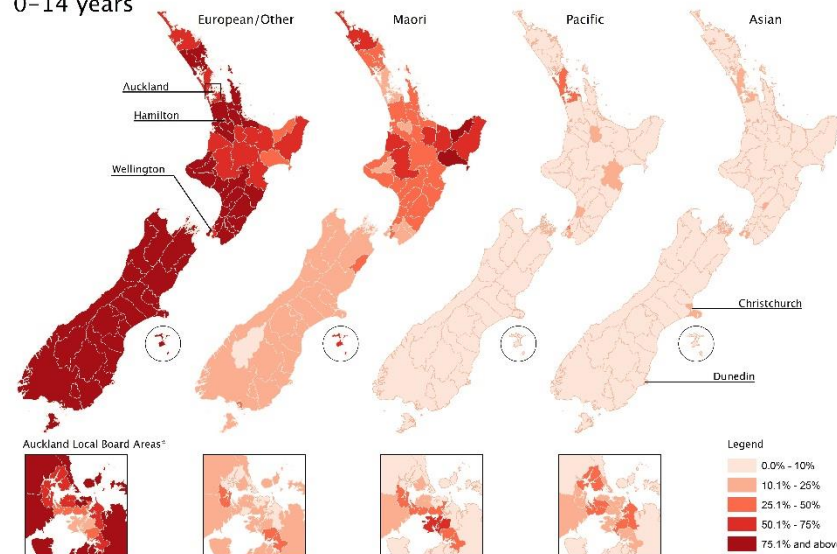 0-14 years
European/Other
Maori
Pacific
Asian
Auckland
Hamilton
Wellington
Christchurch
Dunedin
Auckland Local Board Areas*
Legend
0.0% - 10%
10.1% - 25%
25.1% - 50%
50.1% - 75%
75.1% and above